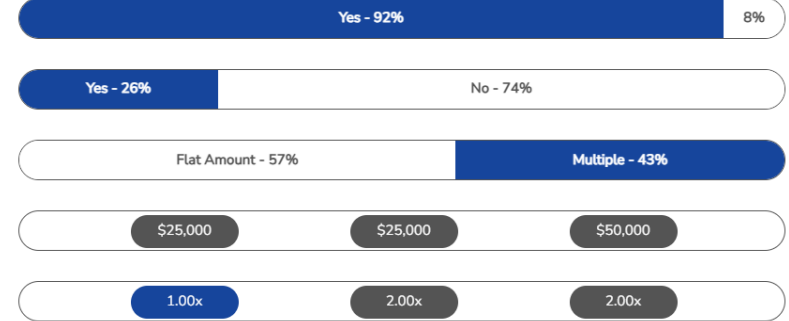 Yes - 92% 8%
Yes - 26% No - 74%
Flat Amount - 57% Multiple - 43%
$25,000 $25,000 $50,000
1.00x 2.00x 2.00x